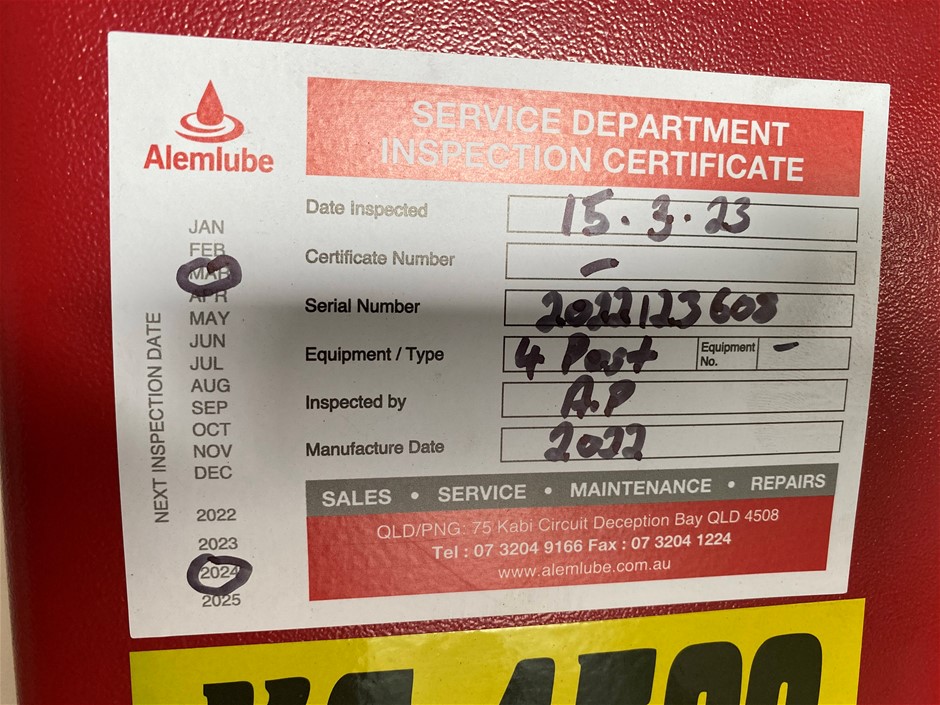 Alemlube
SERVICE DEPARTMENT
INSPECTION CERTIFICATE
Date Inspected 15.3.23
Certificate Number -
Serial Number 2022123608
Equipment / Type 4 Post Equipment No. -
Inspected by A.P
Manufacture Date 2022
NEXT INSPECTION DATE
JAN
FEB
MAR
APR
MAY
JUN
JUL
AUG
SEP
OCT
NOV
DEC
2022
2023
2024
2025
SALES • SERVICE • MAINTENANCE • REPAIRS
QLD/PNG: 75 Kabi Circuit Deception Bay QLD 4508
Tel : 07 3204 9166 Fax : 07 3204 1224
www.alemlube.com.au